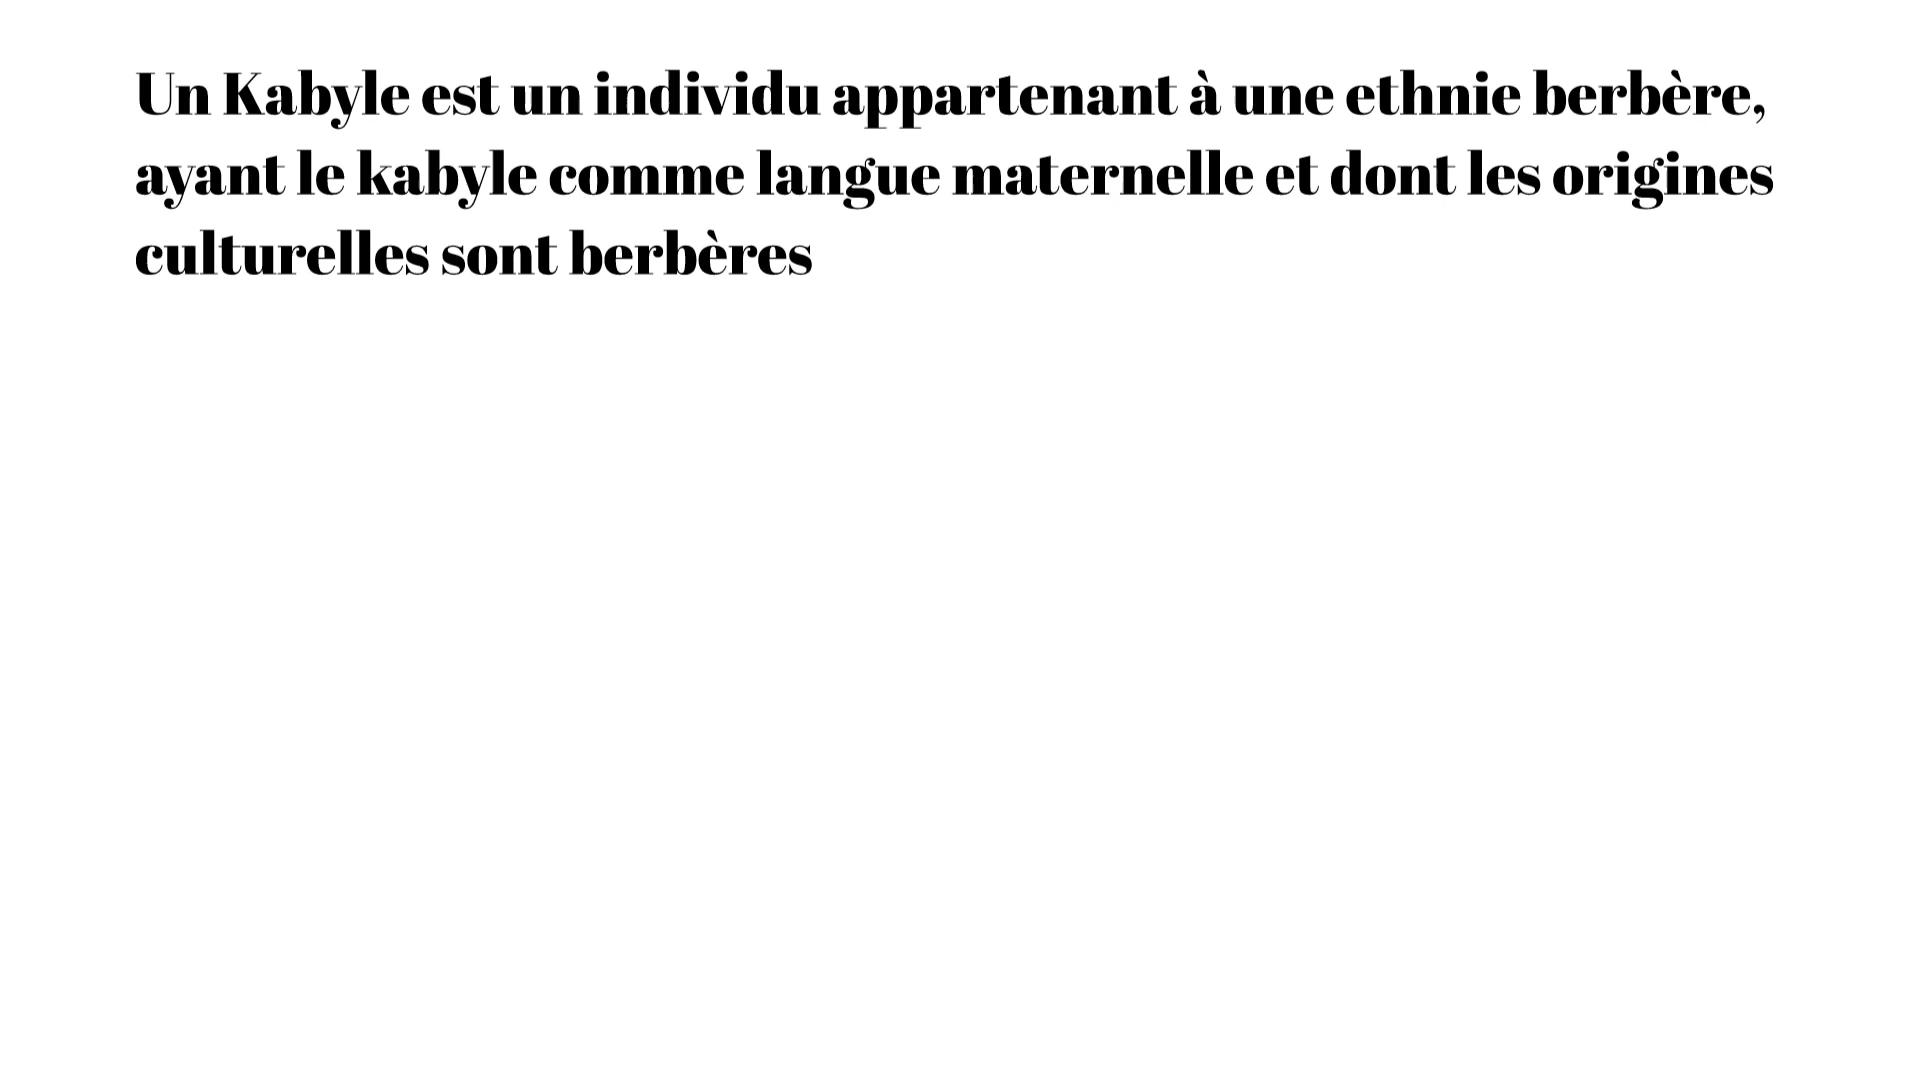 Un Kabyle est un individu appartenant à une ethnie berbère,
ayant le kabyle comme langue maternelle et dont les origines
culturelles sont berbères